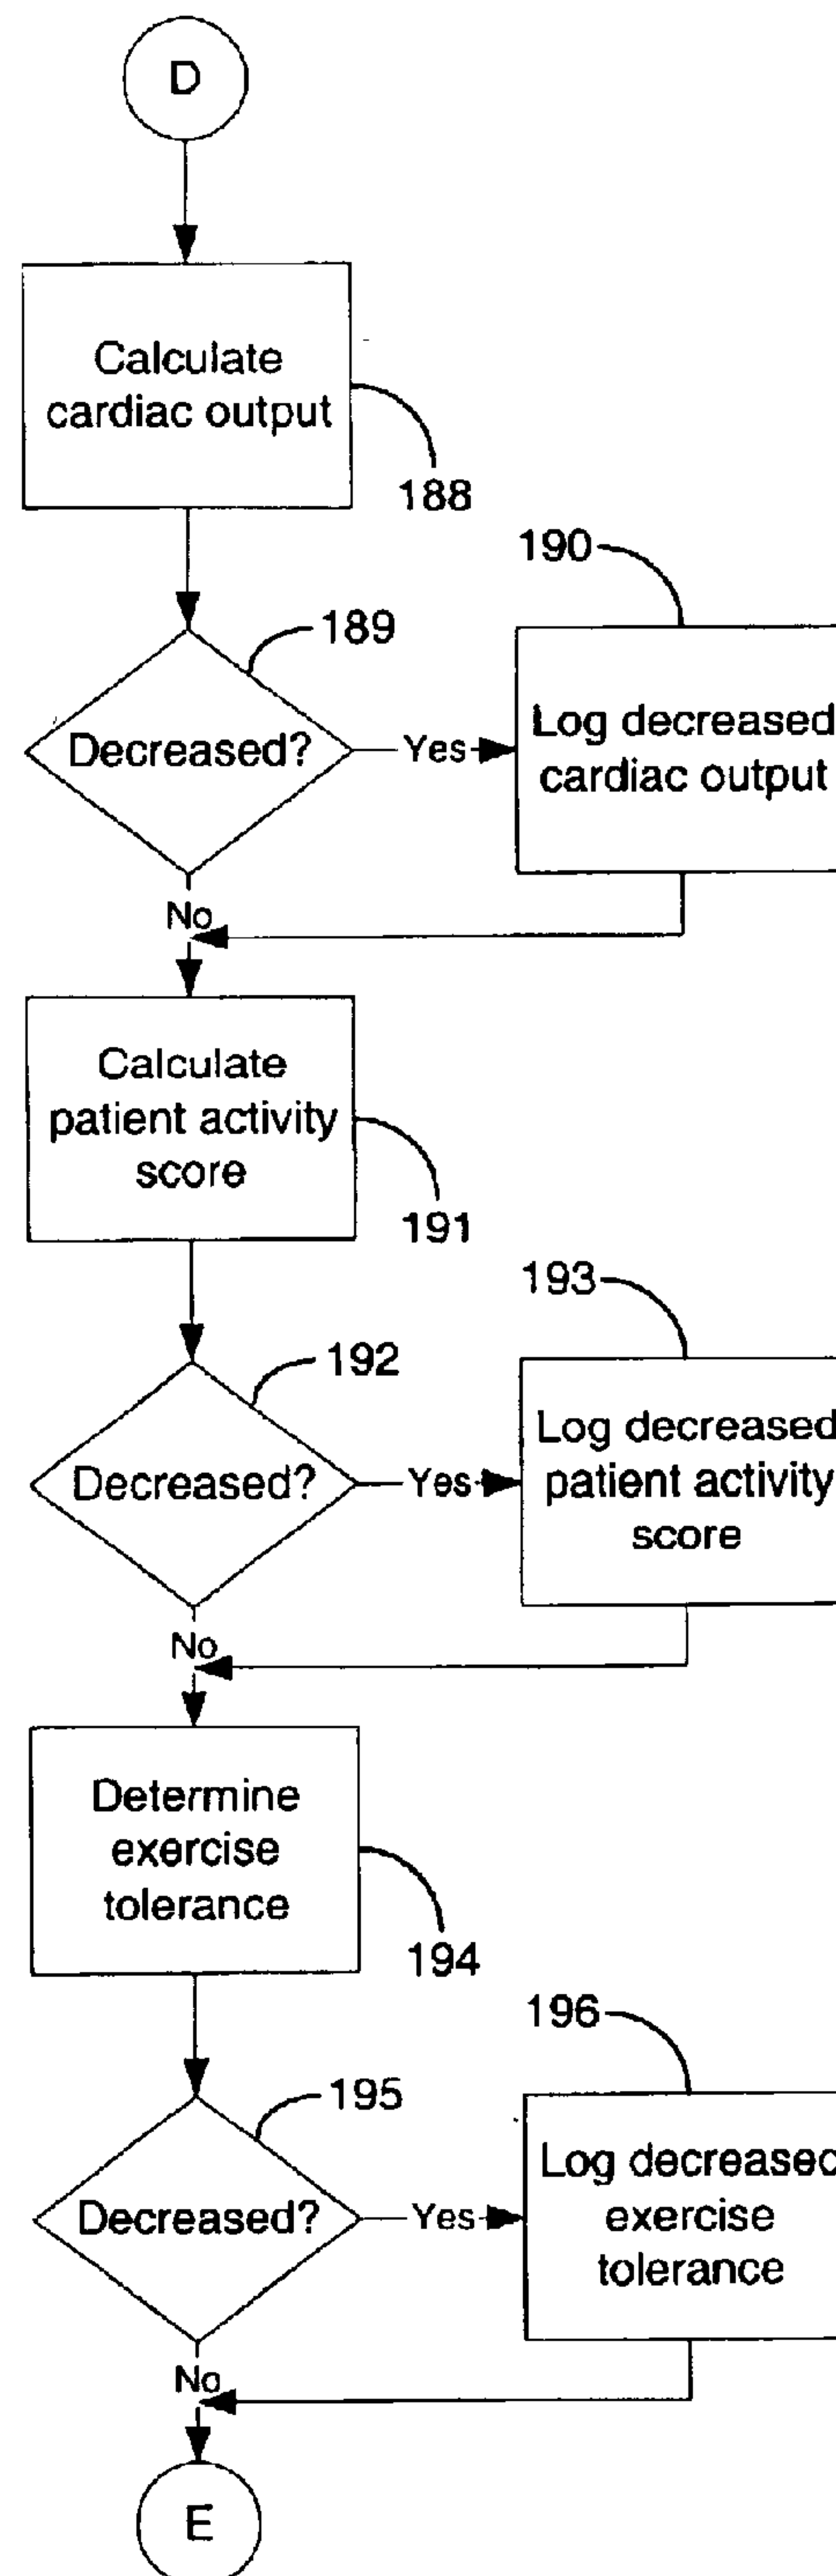 D
Calculate
cardiac output
188
189
190
Decreased?
Yes
Log decreased
cardiac output
No
Calculate
patient activity
score
191
192
193
Decreased?
Yes
Log decreased
patient activity
score
No
Determine
exercise
tolerance
194
195
196
Decreased?
Yes
Log decreased
exercise
tolerance
No
E